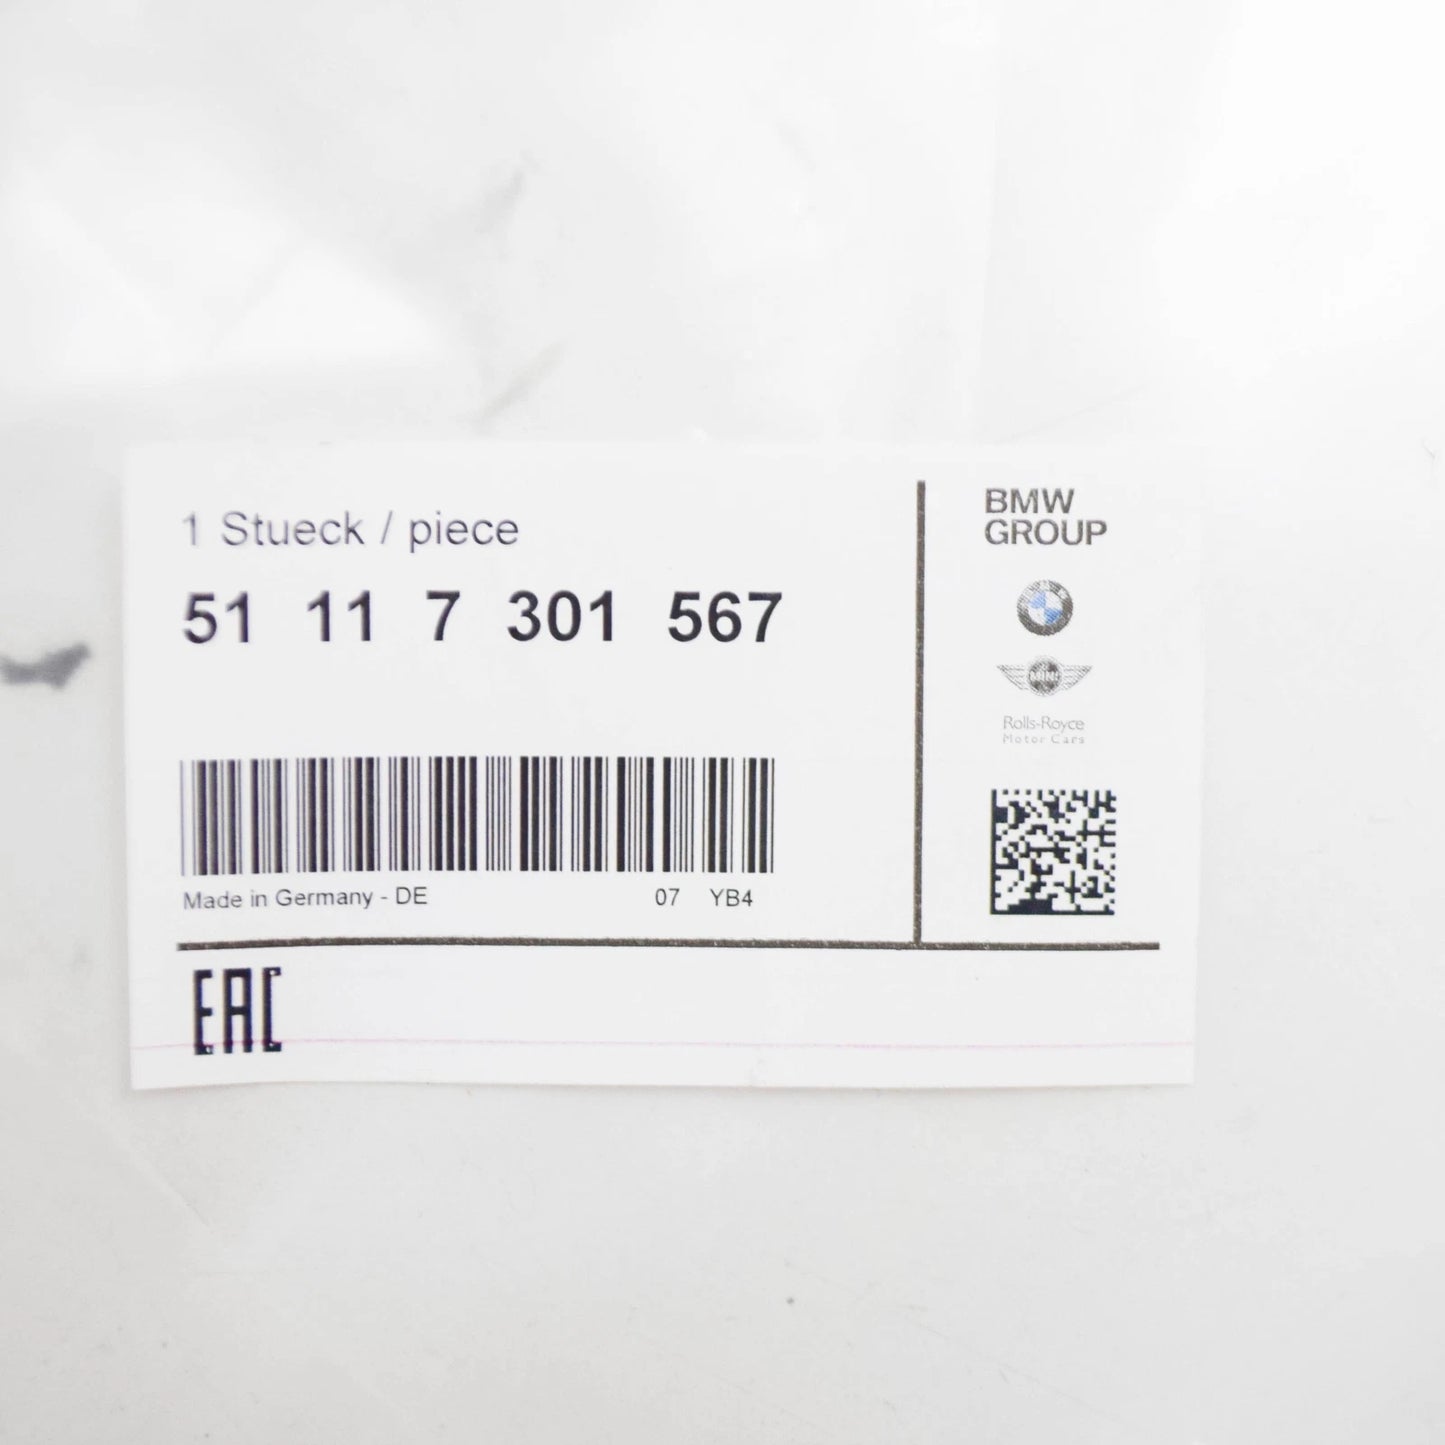 1 Stueck / piece
51 11 7 301 567
Made in Germany - DE 07 YB4
EAC
BMW
GROUP
MINI
Rolls-Royce
Motor Cars